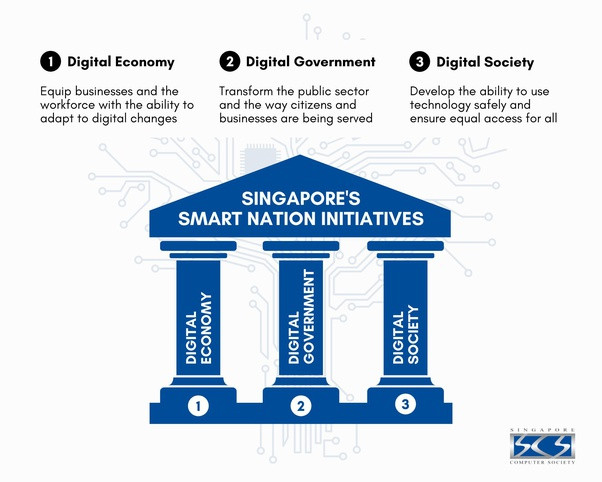 1 Digital Economy
Equip businesses and the
workforce with the ability to
adapt to digital changes
2 Digital Government
Transform the public sector
and the way citizens and
businesses are being served
3 Digital Society
Develop the ability to use
technology safely and
ensure equal access for all
SINGAPORE'S
SMART NATION INITIATIVES
DIGITAL
ECONOMY
DIGITAL
GOVERNMENT
DIGITAL
SOCIETY
1
2
3
SINGAPORE
SCS
COMPUTER SOCIETY